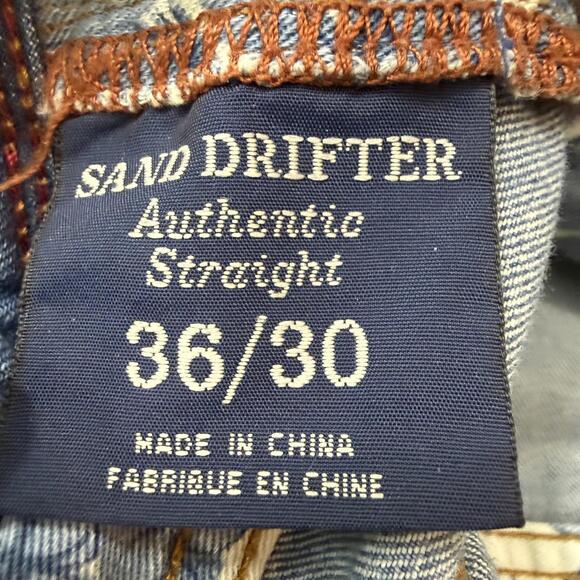 SAND DRIFTER
Authentic
Straight
36/30
MADE IN CHINA
FABRIQUE EN CHINE